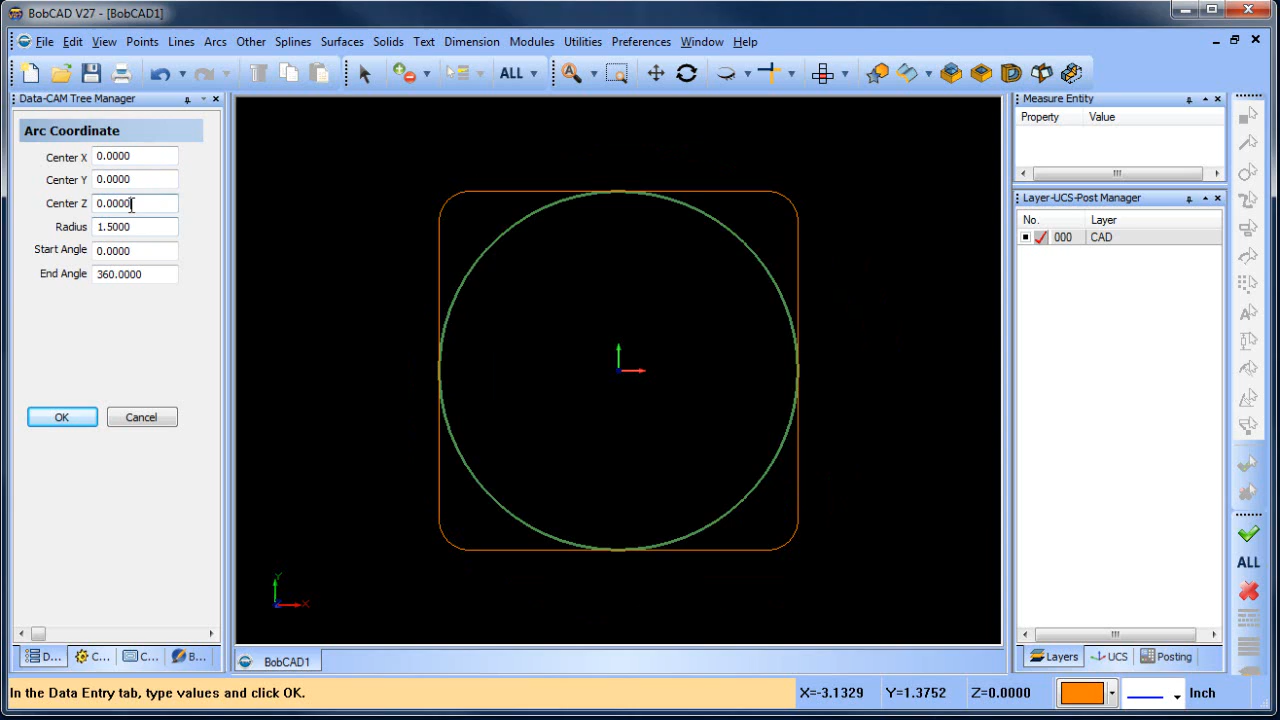 BobCAD V27 - [BobCAD1]
File Edit View Points Lines Arcs Other Splines Surfaces Solids Text Dimension Modules Utilities Preferences Window Help
ALL
Data-CAM Tree Manager
Arc Coordinate
Center X 0.0000
Center Y 0.0000
Center Z 0.0000
Radius 1.5000
Start Angle 0.0000
End Angle 360.0000
OK Cancel
D... C... C... B...
Y
X
BobCAD1
Measure Entity
Property Value
Layer-UCS-Post Manager
No. Layer
000 CAD
Layers UCS Posting
ALL
In the Data Entry tab, type values and click OK.
X=-3.1329 Y=1.3752 Z=0.0000 Inch